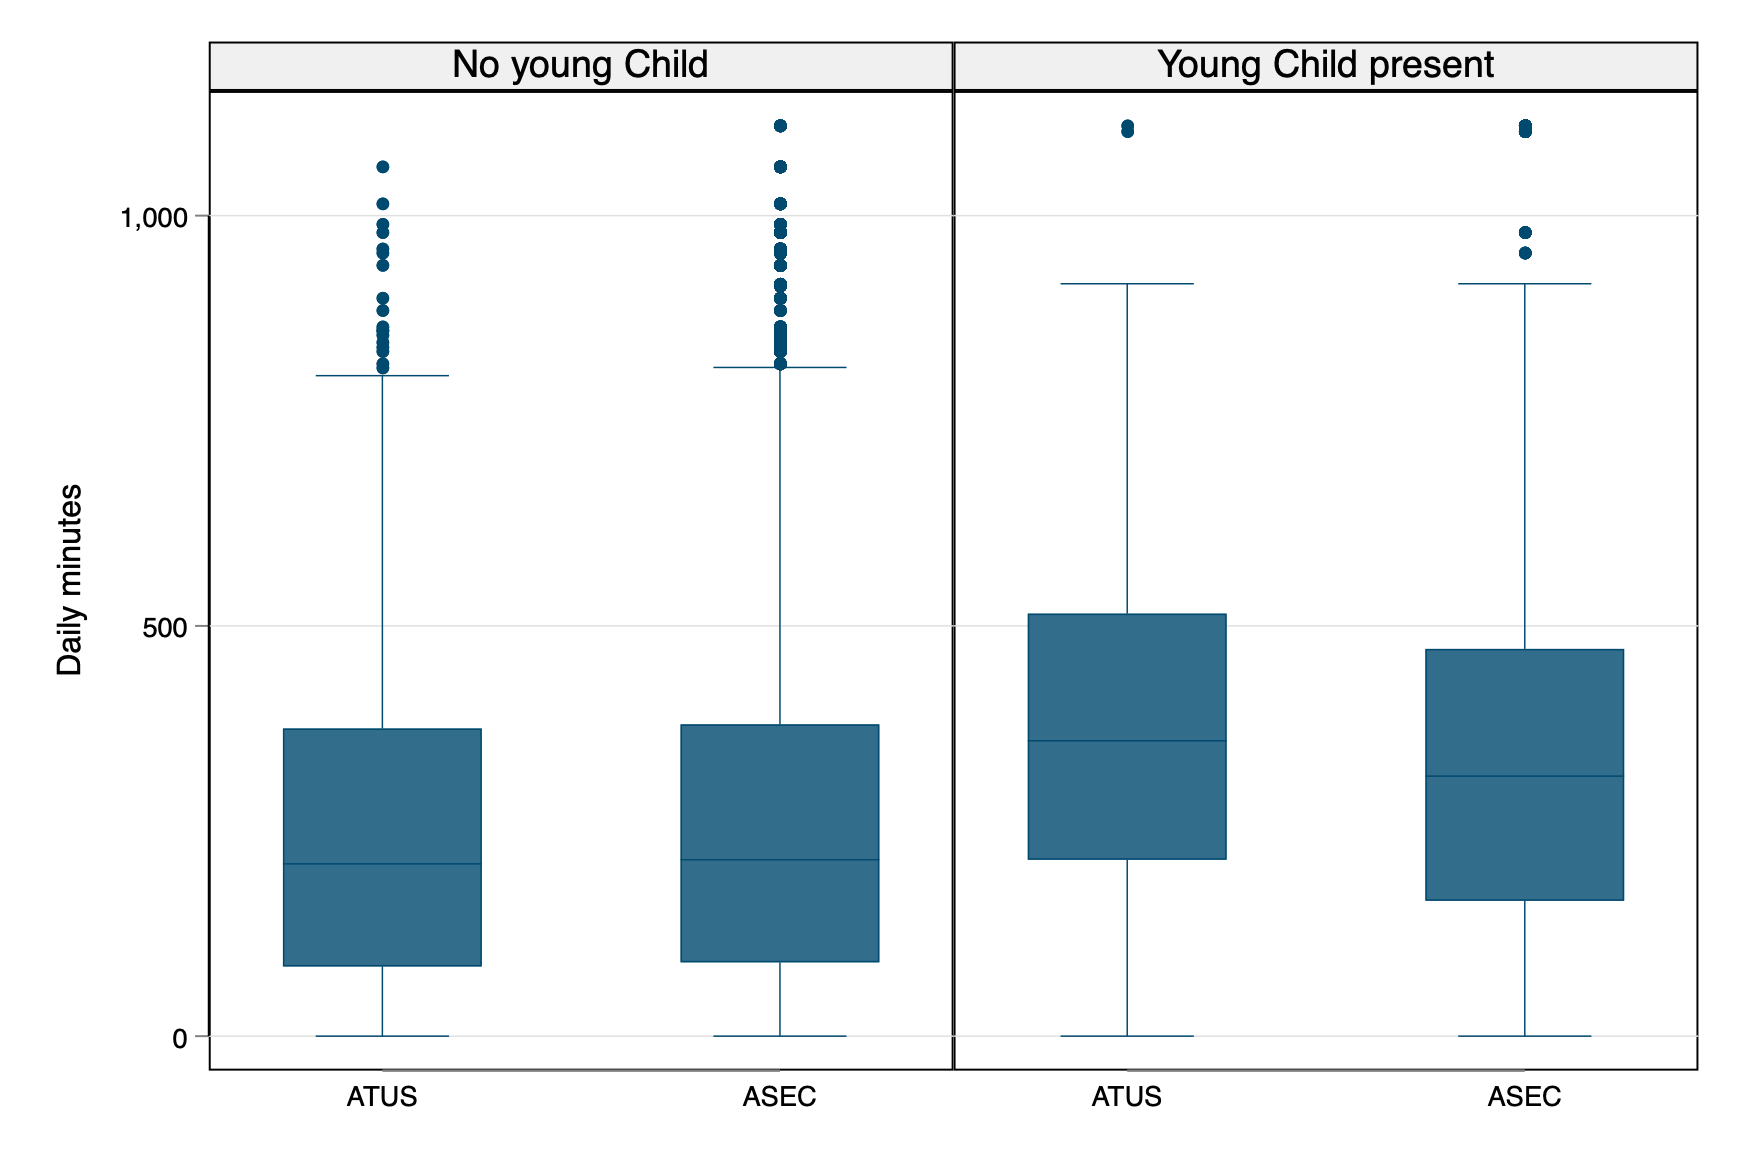 No young Child
Young Child present
Daily minutes
1,000
500
0
ATUS
ASEC
ATUS
ASEC